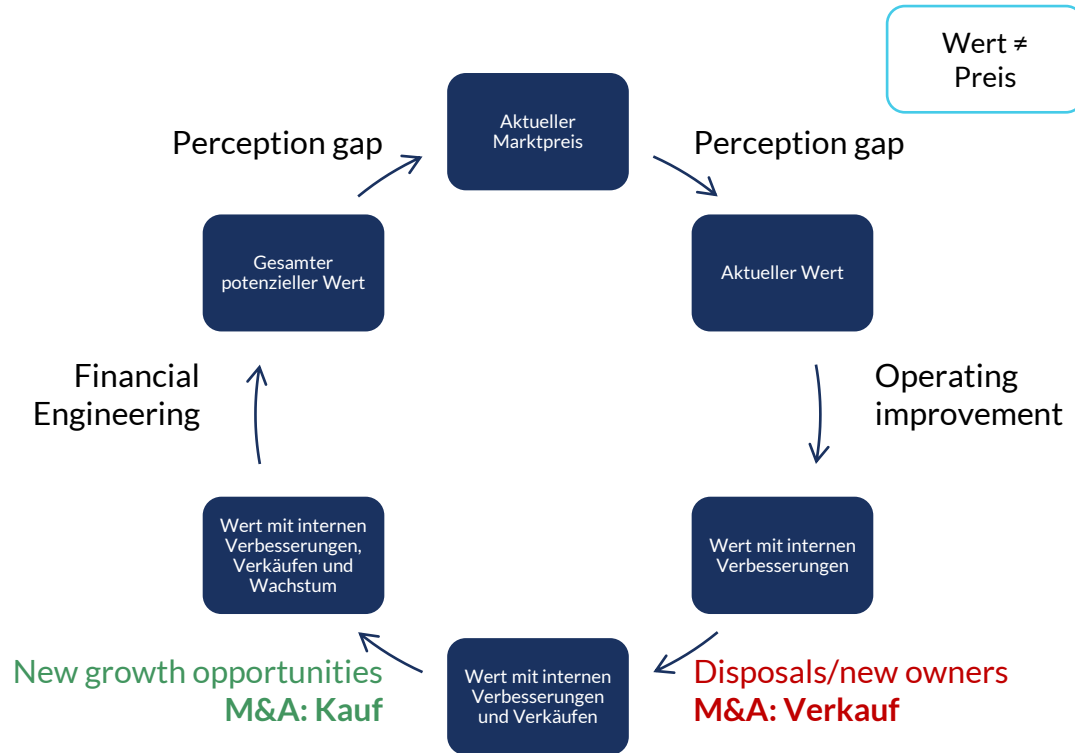 Wert ≠
Preis
Aktueller
Marktpreis
Perception gap
Perception gap
Gesamter
potenzieller Wert
Aktueller Wert
Financial
Engineering
Operating
improvement
Wert mit internen
Verbesserungen,
Verkäufen und
Wachstum
Wert mit internen
Verbesserungen
New growth opportunities
M&A: Kauf
Wert mit internen
Verbesserungen
und Verkäufen
Disposals/new owners
M&A: Verkauf